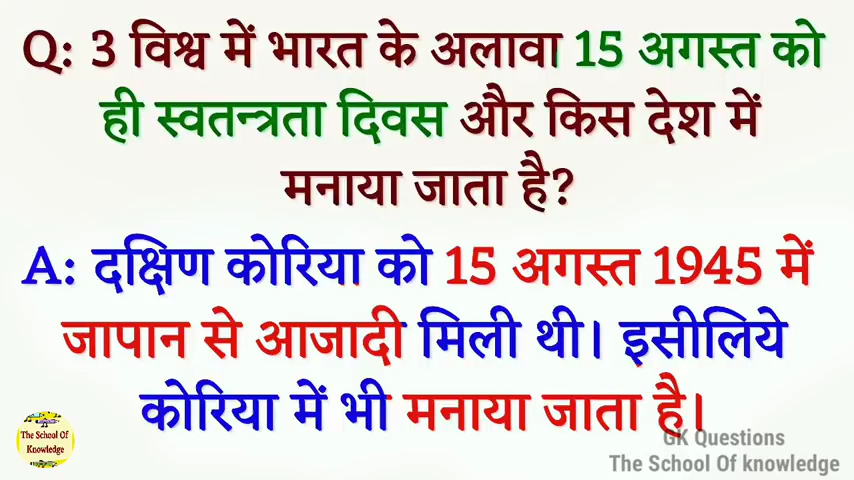 Q: 3 विश्व में भारत के अलावा 15 अगस्त को
ही स्वतन्त्रता दिवस और किस देश में
मनाया जाता है?
A: दक्षिण कोरिया को 15 अगस्त 1945 में
जापान से आजादी मिली थी। इसीलिये
कोरिया में भी मनाया जाता है।
The School Of
Knowledge
GK Questions
The School Of knowledge